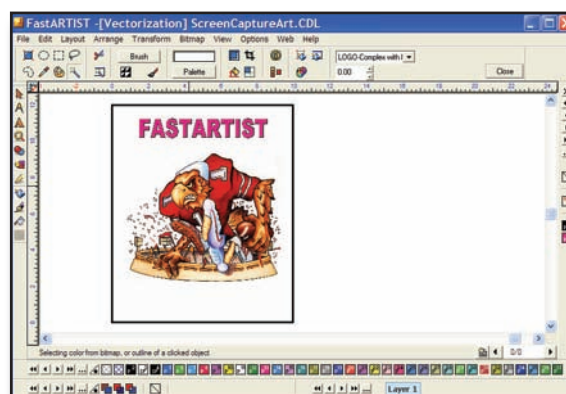 FastARTIST -[Vectorization] ScreenCaptureArt.CDL
File Edit Layout Arrange Transform Bitmap View Options Web Help
Brush
LOGO-Complex with
Palette
0.00
Close
FASTARTIST
Selecting color from bitmap, or outline of a clicked object.
0/0
Layer 1